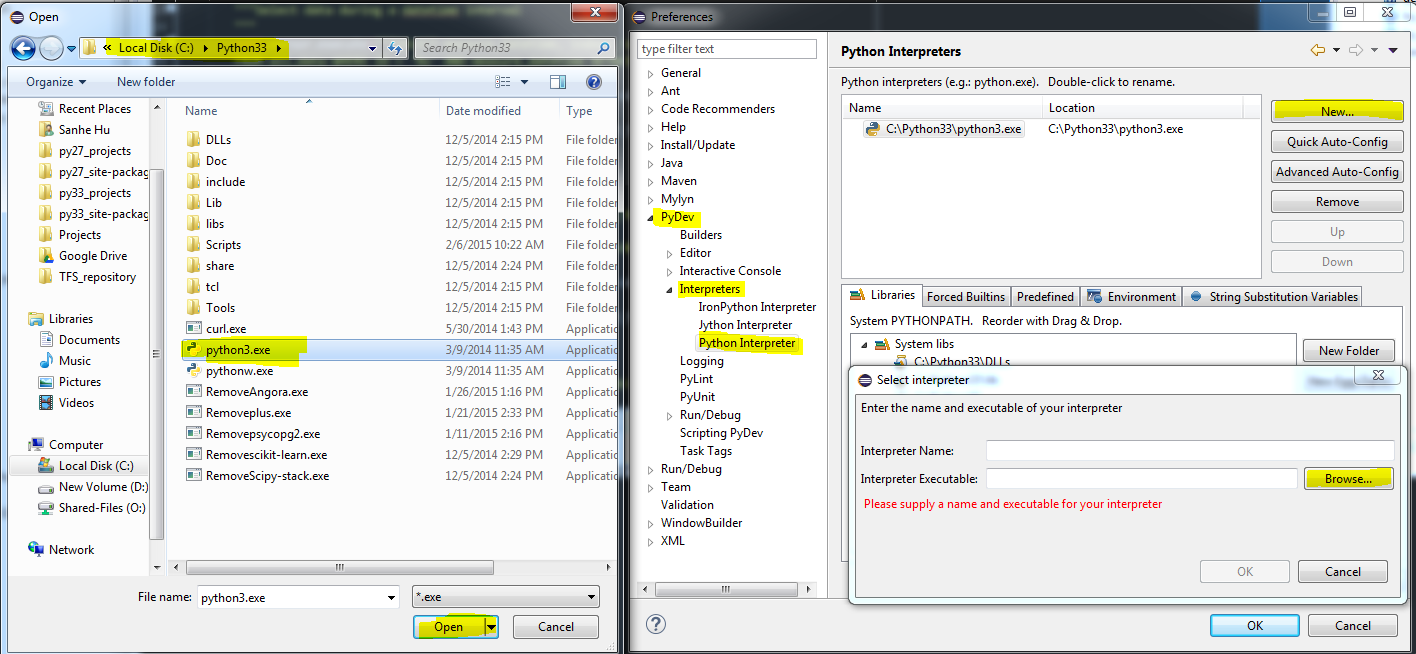 Open
« Local Disk (C:) ▸ Python33 ▸
Search Python33
Organize
New folder
Recent Places
Sanhe Hu
py27_projects
py27_site-packag
py33_projects
py33_site-packag
Projects
Google Drive
TFS_repository
Libraries
Documents
Music
Pictures
Videos
Computer
Local Disk (C:)
New Volume (D:)
Shared-Files (O:)
Network
Name Date modified Type
DLLs 12/5/2014 2:15 PM File folder
Doc 12/5/2014 2:15 PM File folder
include 12/5/2014 2:15 PM File folder
Lib 12/5/2014 2:15 PM File folder
libs 12/5/2014 2:15 PM File folder
Scripts 2/6/2015 10:22 AM File folder
share 12/5/2014 2:24 PM File folder
tcl 12/5/2014 2:15 PM File folder
Tools 12/5/2014 2:15 PM File folder
curl.exe 5/30/2014 1:43 PM Applicatio
python3.exe 3/9/2014 11:35 AM Applicatio
pythonw.exe 3/9/2014 11:35 AM Applicatio
RemoveAngora.exe 1/26/2015 1:16 PM Applicatio
Removeplus.exe 1/21/2015 2:33 PM Applicatio
Removepsycopg2.exe 1/11/2015 2:16 PM Applicatio
Removescikit-learn.exe 12/5/2014 2:29 PM Applicatio
RemoveScipy-stack.exe 12/5/2014 2:24 PM Applicatio
File name: python3.exe
*.exe
Open
Cancel
Preferences
type filter text
General
Ant
Code Recommenders
Help
Install/Update
Java
Maven
Mylyn
PyDev
Builders
Editor
Interactive Console
Interpreters
IronPython Interpreter
Jython Interpreter
Python Interpreter
Logging
PyLint
PyUnit
Run/Debug
Scripting PyDev
Task Tags
Run/Debug
Team
Validation
WindowBuilder
XML
Python Interpreters
Python interpreters (e.g.: python.exe). Double-click to rename.
Name Location
C:\Python33\python3.exe C:\Python33\python3.exe
New...
Quick Auto-Config
Advanced Auto-Config
Remove
Up
Down
Libraries Forced Builtins Predefined Environment String Substitution Variables
System PYTHONPATH. Reorder with Drag & Drop.
System libs
C:\Python33\DLLs
New Folder
Select interpreter
Enter the name and executable of your interpreter
Interpreter Name:
Interpreter Executable:
Browse...
Please supply a name and executable for your interpreter
OK
Cancel
OK
Cancel